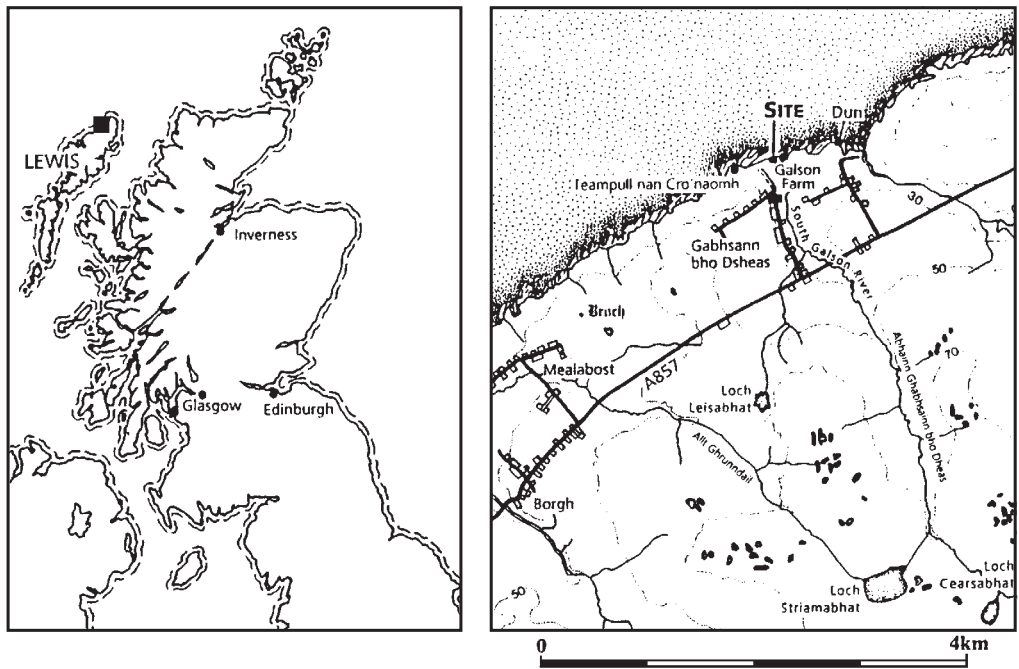 LEWIS
Inverness
Glasgow
Edinburgh
SITE
Dun
Galson
Farm
Teampull nan Cro'naomh
Gabhsann
bho Dsheas
South Galson River
30
50
Broch
70
Mealabost
A857
Loch
Leisabhat
Abhainn Ghabhsainn bho Dheas
Allt Ghrunndail
Borgh
Loch
Striamabhat
Loch
Cearsabhat
50
0
4km